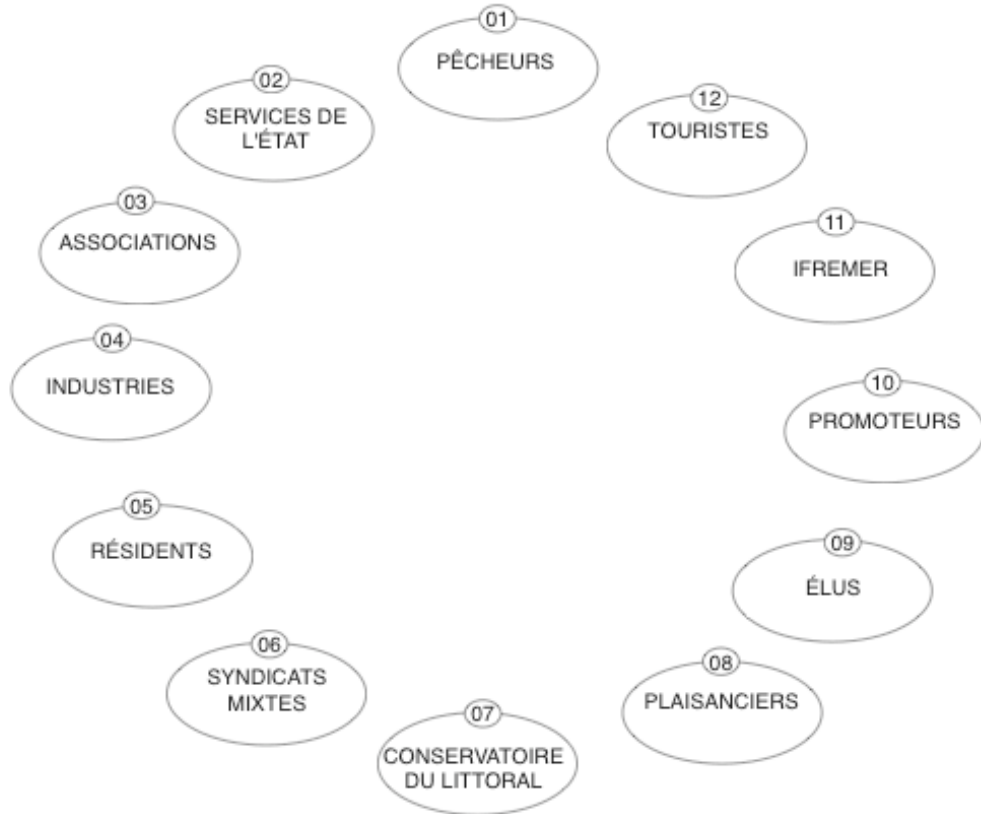 01
PÊCHEURS
02
SERVICES DE
L'ÉTAT
03
ASSOCIATIONS
04
INDUSTRIES
05
RÉSIDENTS
06
SYNDICATS
MIXTES
07
CONSERVATOIRE
DU LITTORAL
08
PLAISANCIERS
09
ÉLUS
10
PROMOTEURS
11
IFREMER
12
TOURISTES